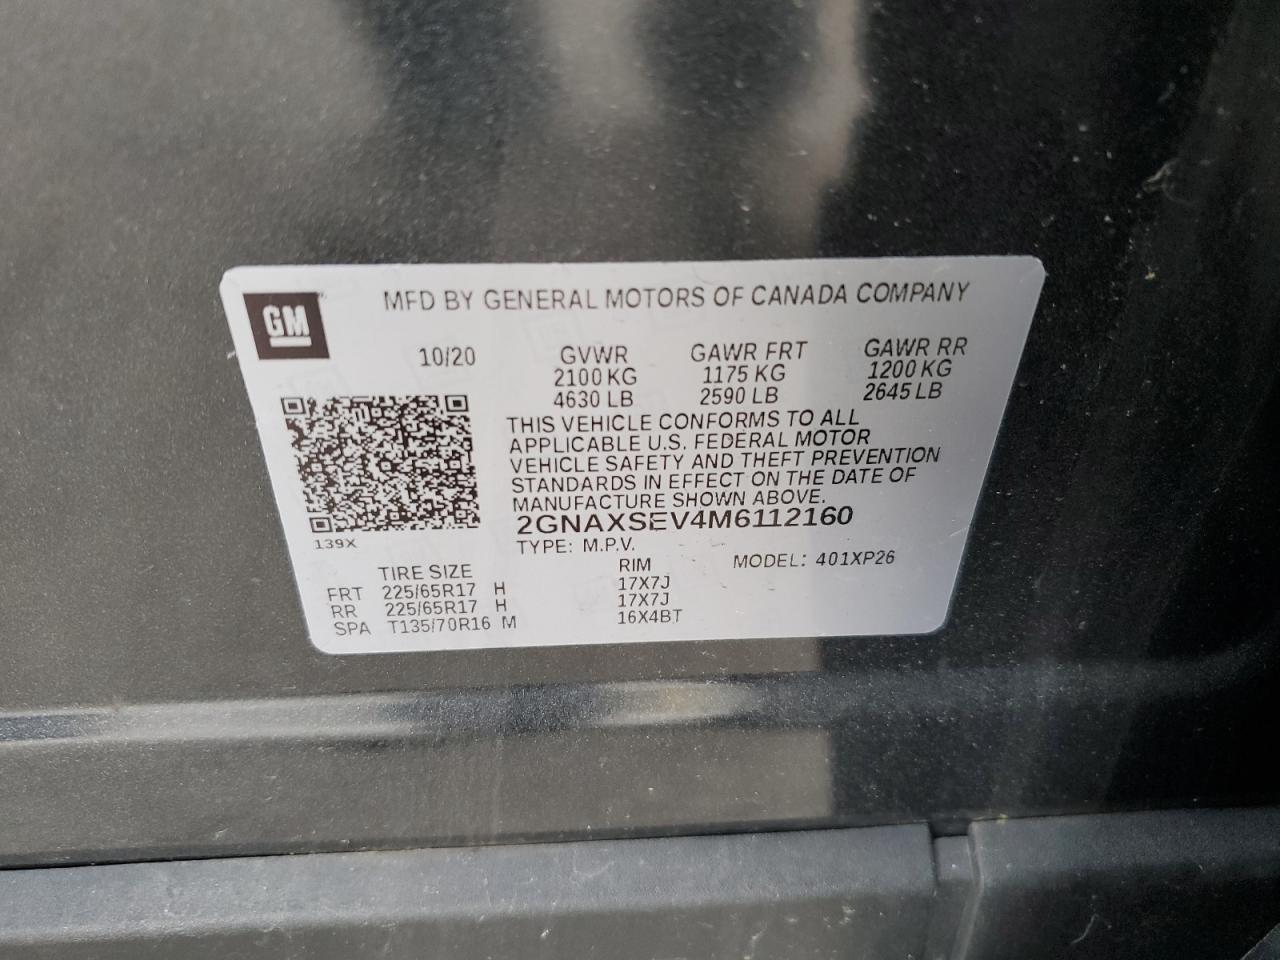 GM
MFD BY GENERAL MOTORS OF CANADA COMPANY
10/20 GVWR GAWR FRT GAWR RR
2100 KG 1175 KG 1200 KG
4630 LB 2590 LB 2645 LB
THIS VEHICLE CONFORMS TO ALL
APPLICABLE U.S. FEDERAL MOTOR
VEHICLE SAFETY AND THEFT PREVENTION
STANDARDS IN EFFECT ON THE DATE OF
MANUFACTURE SHOWN ABOVE.
2GNAXSEV4M6112160
139X
TYPE: M.P.V.
MODEL: 401XP26
TIRE SIZE RIM
FRT 225/65R17 H 17X7J
RR 225/65R17 H 17X7J
SPA T135/70R16 M 16X4BT